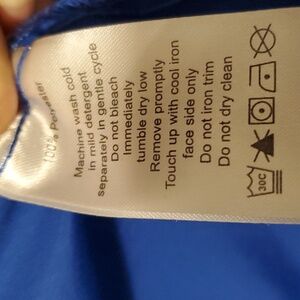 100% Polyester
Machine wash cold
in mild detergent
separately in gentle cycle
Do not bleach
Immediately
tumble dry low
Remove promptly
Touch up with cool iron
face side only
Do not iron trim
Do not dry clean
30C